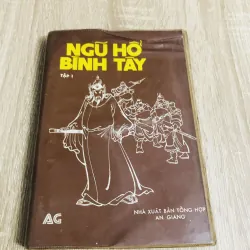 NGŨ HỔ
BÌNH TÂY
TẬP 1
AG
NHÀ XUẤT BẢN TỔNG HỢP
AN GIANG